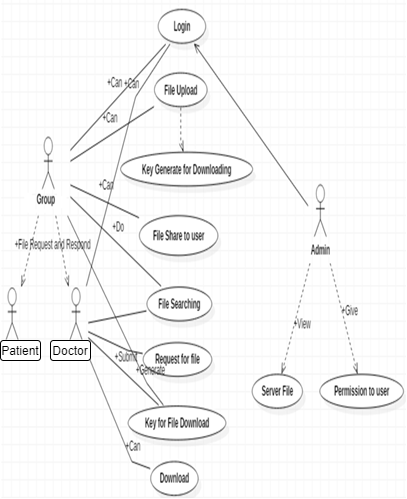 Login
+Can +Can
File Upload
+Can
Key Generate for Downloading
+Can
Group
+Do
File Share to user
+File Request and Respond
Admin
File Searching
+View
+Give
Patient
Doctor
+Submit
Request for file
+Generate
Server File
Permission to user
Key for File Download
+Can
Download